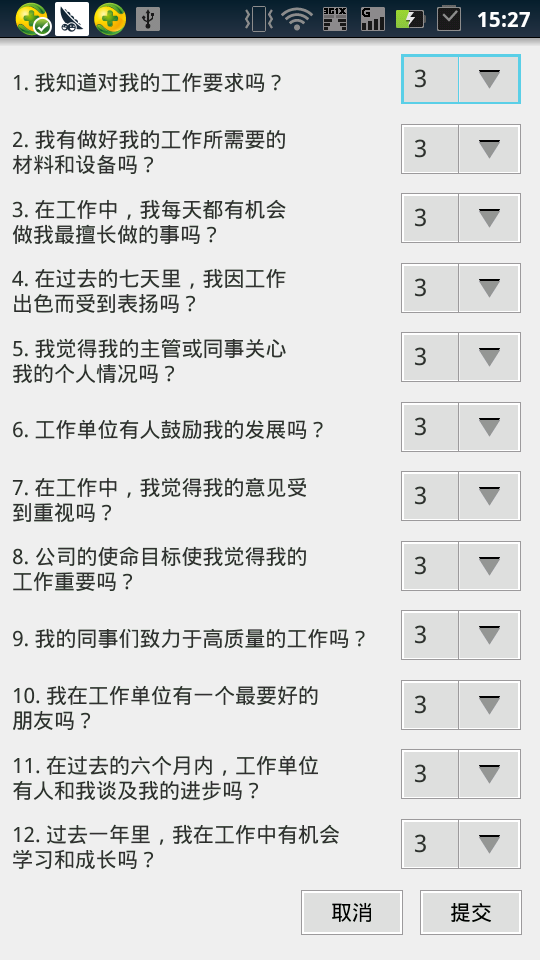 15:27
1. 我知道对我的工作要求吗？
3
2. 我有做好我的工作所需要的
材料和设备吗？
3
3. 在工作中，我每天都有机会
做我最擅长做的事吗？
3
4. 在过去的七天里，我因工作
出色而受到表扬吗？
3
5. 我觉得我的主管或同事关心
我的个人情况吗？
3
6. 工作单位有人鼓励我的发展吗？
3
7. 在工作中，我觉得我的意见受
到重视吗？
3
8. 公司的使命目标使我觉得我的
工作重要吗？
3
9. 我的同事们致力于高质量的工作吗？
3
10. 我在工作单位有一个最要好的
朋友吗？
3
11. 在过去的六个月内，工作单位
有人和我谈及我的进步吗？
3
12. 过去一年里，我在工作中有机会
学习和成长吗？
3
取消
提交